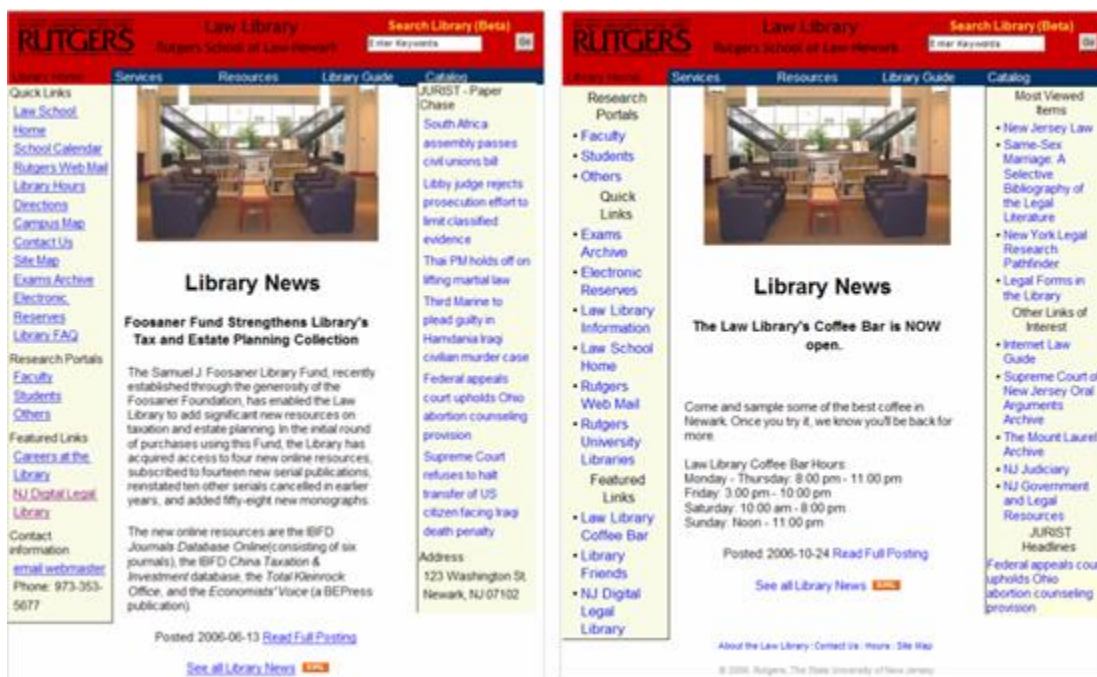 RUTGERS
Law Library
Rutgers School of Law-Newark
Search Library (Beta)
Enter Keywords
Go
Library Home
Services
Resources
Library Guide
Catalog
Quick Links
Law School
Home
School Calendar
Rutgers Web Mail
Library Hours
Directions
Campus Map
Contact Us
Site Map
Exams Archive
Electronic
Reserves
Library FAQ
Research Portals
Faculty
Students
Others
Featured Links
Careers at the
Library
NJ Digital Legal
Library
Contact
information
email webmaster
Phone: 973-353-
5677
Library News
Foosaner Fund Strengthens Library's
Tax and Estate Planning Collection
The Samuel J. Foosaner Library Fund, recently
established through the generosity of the
Foosaner Foundation, has enabled the Law
Library to add significant new resources on
taxation and estate planning. In the initial round
of purchases using this Fund, the Library has
acquired access to four new online resources,
subscribed to fourteen new serial publications,
reinstated ten other serials cancelled in earlier
years, and added fifty-eight new monographs.
The new online resources are the IBFD
Journals Database Online(consisting of six
journals), the IBFD China Taxation &
Investment database, the Total Kleinrock
Office, and the Economists' Voice (a BEPress
publication).
Posted 2006-06-13 Read Full Posting
See all Library News XML
JURIST - Paper
Chase
South Africa
assembly passes
civil unions bill
Libby judge rejects
prosecution effort to
limit classified
evidence
Thai PM holds off on
lifting martial law
Third Marine to
plead guilty in
Hamdania Iraqi
civilian murder case
Federal appeals
court upholds Ohio
abortion counseling
provision
Supreme Court
refuses to halt
transfer of US
citizen facing Iraqi
death penalty
Address
123 Washington St.
Newark, NJ 07102
RUTGERS
Law Library
Rutgers School of Law-Newark
Search Library (Beta)
Enter Keywords
Go
Library Home
Services
Resources
Library Guide
Catalog
Research
Portals
• Faculty
• Students
• Others
Quick
Links
• Exams
Archive
• Electronic
Reserves
• Law Library
Information
• Law School
Home
• Rutgers
Web Mail
• Rutgers
University
Libraries
Featured
Links
• Law Library
Coffee Bar
• Library
Friends
• NJ Digital
Legal
Library
Library News
The Law Library's Coffee Bar is NOW
open.
Come and sample some of the best coffee in
Newark. Once you try it, we know you'll be back for
more.
Law Library Coffee Bar Hours:
Monday - Thursday: 8:00 pm - 11:00 pm
Friday: 3:00 pm - 10:00 pm
Saturday: 10:00 am - 8:00 pm
Sunday: Noon - 11:00 pm
Posted 2006-10-24 Read Full Posting
See all Library News XML
About the Law Library | Contact Us | Hours | Site Map
© 2006 Rutgers, The State University of New Jersey
Most Viewed
Items
• New Jersey Law
• Same-Sex
Marriage: A
Selective
Bibliography of
the Legal
Literature
• New York Legal
Research
Pathfinder
• Legal Forms in
the Library
Other Links of
Interest
• Internet Law
Guide
• Supreme Court of
New Jersey Oral
Arguments
Archive
• The Mount Laurel
Archive
• NJ Judiciary
• NJ Government
and Legal
Resources
JURIST
Headlines
Federal appeals cou
upholds Ohio
abortion counseling
provision